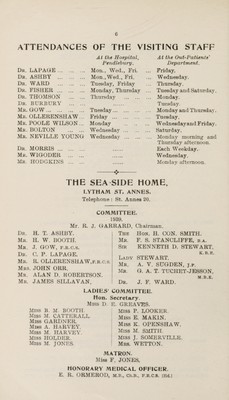 6
ATTENDANCES OF THE VISITING STAFF
At the Hospital, Pendlebury. At the Out-Patients' Department.
Dr. LAPAGE ... ... ... Mon., Wed., Fri. ... Friday.
Dr. ASHBY ... ... ... Mon., Wed., Fri. ... Wednesday.
Dr. WARD ... ... ... Tuesday, Friday ... Thursday.
Dr. FISHER ... ... ... Monday, Thursday ... Tuesday and Saturday.
Dr. THOMSON ... ... Thursday ... ... Monday.
Dr. BURBURY ... ... ...... Tuesday
Mr. GOW ... ... ... ... Tuesday ... ... ... Monday and Thursday.
Mr. OLLERENSHAW ... Friday ... ... ... Tuesday.
Mr. POOLE WILSON ... Monday ... ... Wednesday and Friday.
Mr. BOLTON ... ... ... Wednesday ... ... Saturday.
Mr. NEVILLE YOUNG Wednesday ... ... Monday morning and Thursday afternoon.
Dr. MORRIS ... ... ... ...... Each Weekday.
Mr. WIGODER ... ... ...... Wednesday.
Mr. HODGKINS ... ... ...... Monday afternoon.
THE SEA-SIDE HOME,
LYTHAM ST. ANNES.
Telephone: St. Annes 20.
COMMITTEE.
1939.
Mr. R. J. GARRARD, Chairman.
Dr. H. T. ASHBY.
Mr. H. W. BOOTH.
Mr. J. GOW, F.R.C.S.
Dr. C. P. LAPAGE.
Mr. R. OLLERENSHAW, F.R.C.S.
Mrs. JOHN ORR.
Mr. ALAN D. ROBERTSON.
Mr. JAMES SILLAVAN.
The Hon. H. CON. SMITH.
Mr. F. S. STANCLIFFE, B.A.
Sir KENNETH D. STEWART, K.B.E.
Lady STEWART.
Mr. A. V. SUGDEN, J.P.
Mr. G. A. T. TUCHET-JESSON, M.B.E.
Dr. J. F. WARD.
LADIES' COMMITTEE.
Hon. Secretary.
Miss D. C. GREAVES.
Miss B. M. BOOTH.
Miss M. CATTERALL.
Miss GARDNER.
Miss A. HARVEY.
Miss M. HARVEY.
Miss HOLDER.
Miss M. JONES.
Miss P. LOOKER.
Miss E. MAKIN.
Miss K. OPENSHAW.
Miss M. SMITH.
Miss J. SOMERVILLE.
Miss. WETTON.
MATRON.
Miss F. JONES.
HONORARY MEDICAL OFFICER.
E. B. ORMEROD, M.B., Ch.B., F.R.C.S. (Ed.)